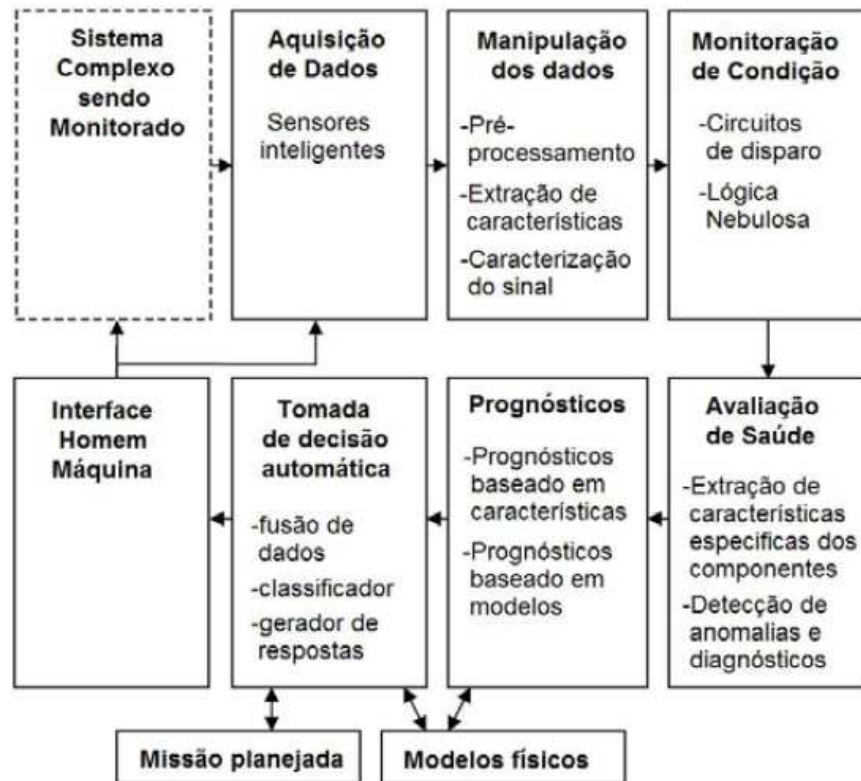 Sistema
Complexo
sendo
Monitorado
Aquisição
de Dados
Sensores
inteligentes
Manipulação
dos dados
-Pré-
processamento
-Extração de
características
-Caracterização
do sinal
Monitoração
de Condição
-Circuitos
de disparo
-Lógica
Nebulosa
Interface
Homem
Máquina
Tomada
de decisão
automática
-fusão de
dados
-classificador
-gerador de
respostas
Prognósticos
-Prognósticos
baseado em
características
-Prognósticos
baseado em
modelos
Avaliação
de Saúde
-Extração de
características
especificas dos
componentes
-Detecção de
anomalias e
diagnósticos
Missão planejada
Modelos físicos